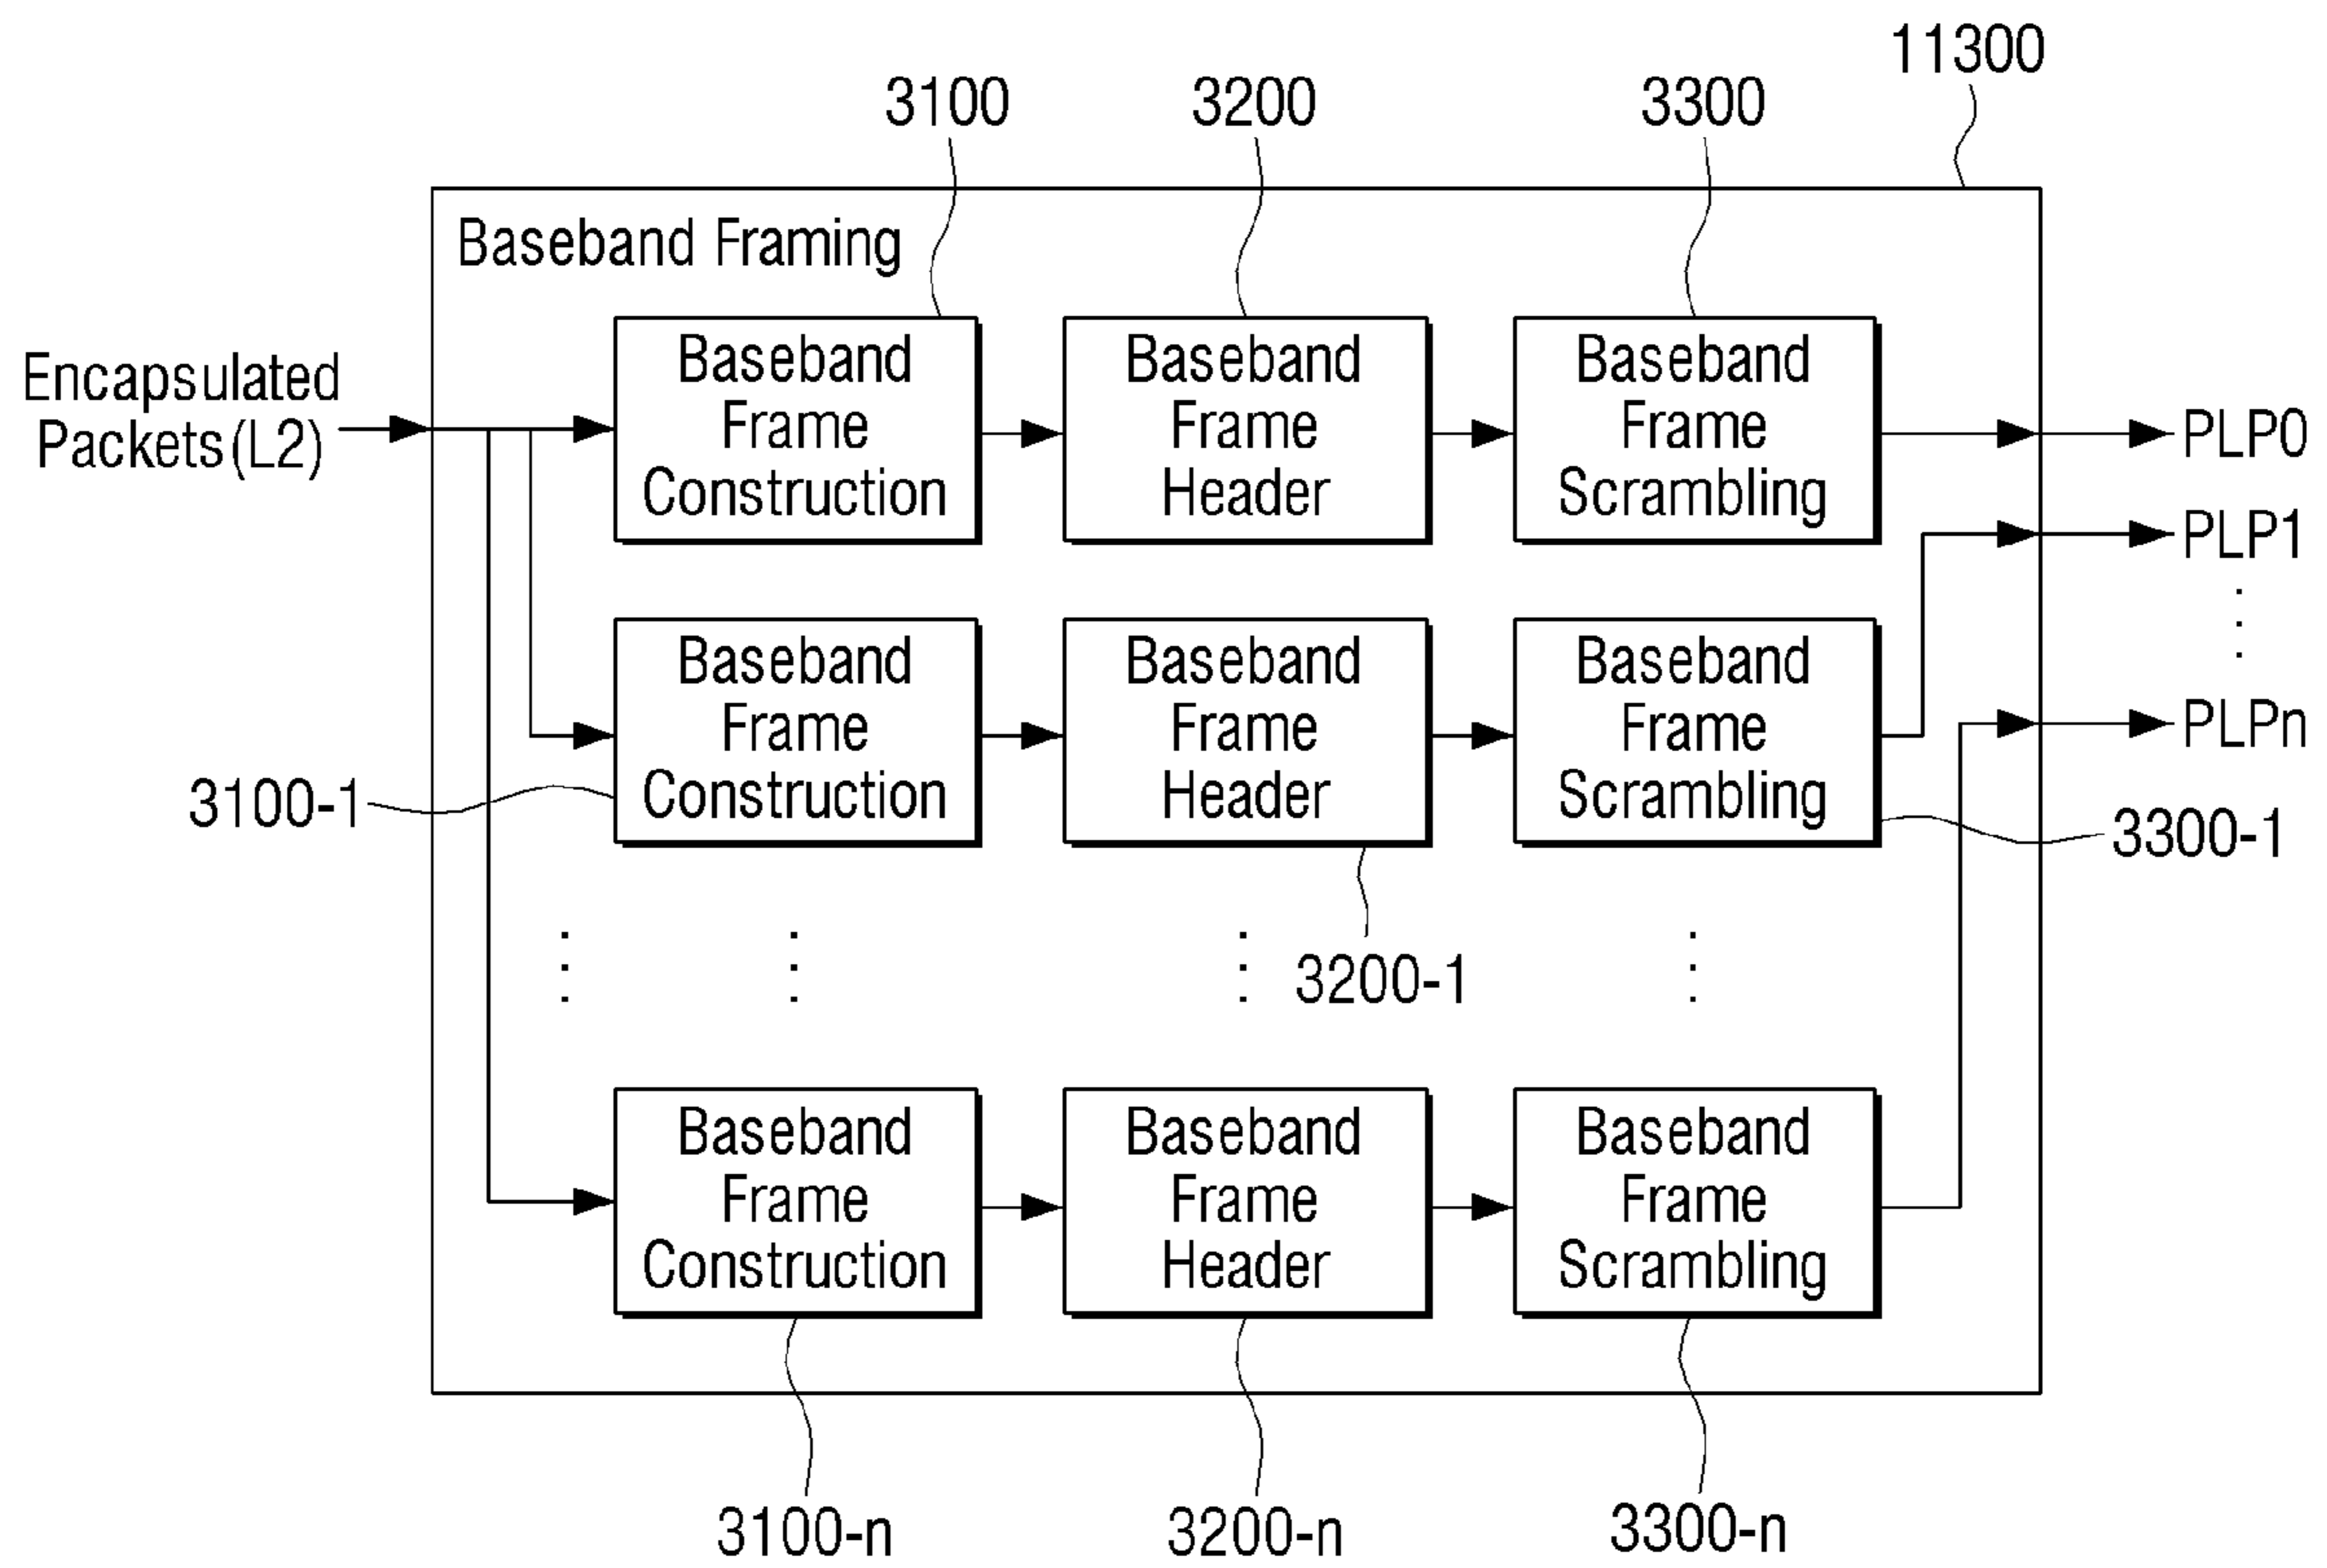 11300
3100
3200
3300
Baseband Framing
Encapsulated
Packets(L2)
Baseband
Frame
Construction
Baseband
Frame
Header
Baseband
Frame
Scrambling
PLP0
PLP1
PLPn
Baseband
Frame
Construction
Baseband
Frame
Header
Baseband
Frame
Scrambling
3100-1
3300-1
3200-1
Baseband
Frame
Construction
Baseband
Frame
Header
Baseband
Frame
Scrambling
3100-n
3200-n
3300-n